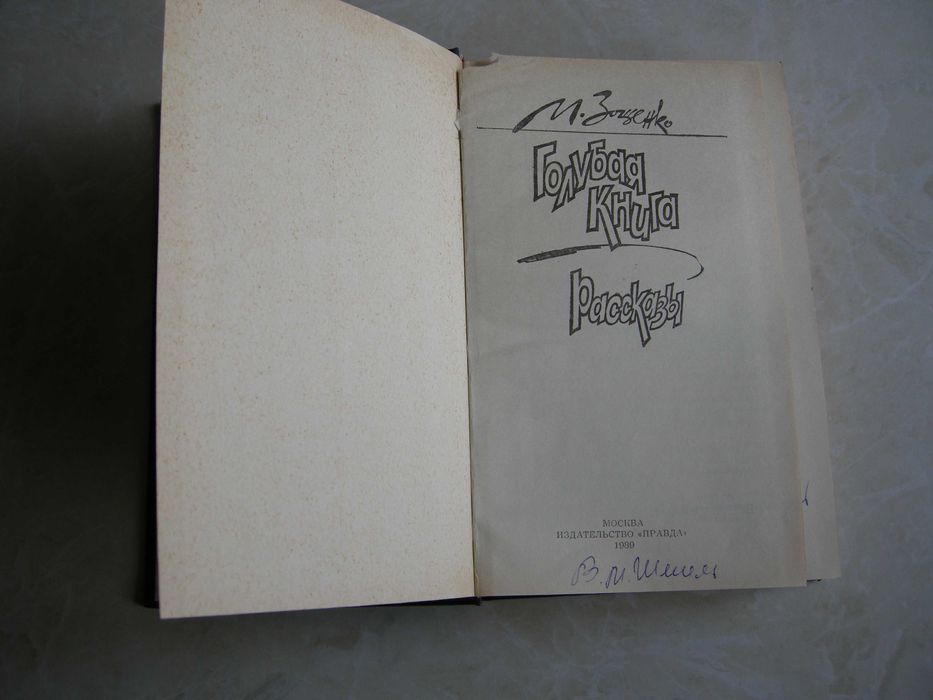 М. Зощенко
Голубая
Книга
Рассказы
МОСКВА
ИЗДАТЕЛЬСТВО «ПРАВДА»
1989
В. М.